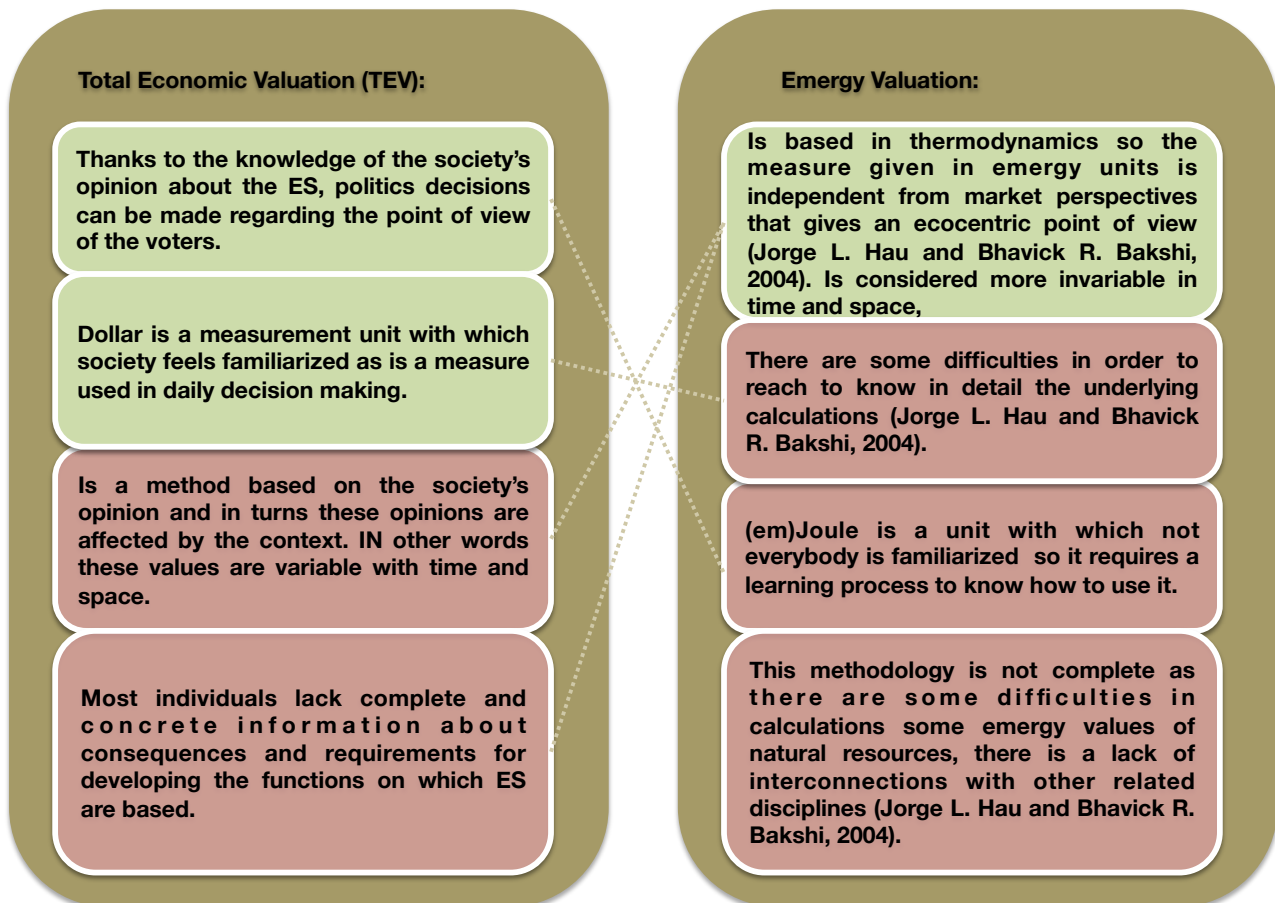 Total Economic Valuation (TEV):
Thanks to the knowledge of the society's
opinion about the ES, politics decisions
can be made regarding the point of view
of the voters.
Dollar is a measurement unit with which
society feels familiarized as is a measure
used in daily decision making.
Is a method based on the society's
opinion and in turns these opinions are
affected by the context. IN other words
these values are variable with time and
space.
Most individuals lack complete and
concrete information about
consequences and requirements for
developing the functions on which ES
are based.
Emergy Valuation:
Is based in thermodynamics so the
measure given in emergy units is
independent from market perspectives
that gives an ecocentric point of view
(Jorge L. Hau and Bhavick R. Bakshi,
2004). Is considered more invariable in
time and space,
There are some difficulties in order to
reach to know in detail the underlying
calculations (Jorge L. Hau and Bhavick
R. Bakshi, 2004).
(em)Joule is a unit with which not
everybody is familiarized so it requires a
learning process to know how to use it.
This methodology is not complete as
there are some difficulties in
calculations some emergy values of
natural resources, there is a lack of
interconnections with other related
disciplines (Jorge L. Hau and Bhavick R.
Bakshi, 2004).